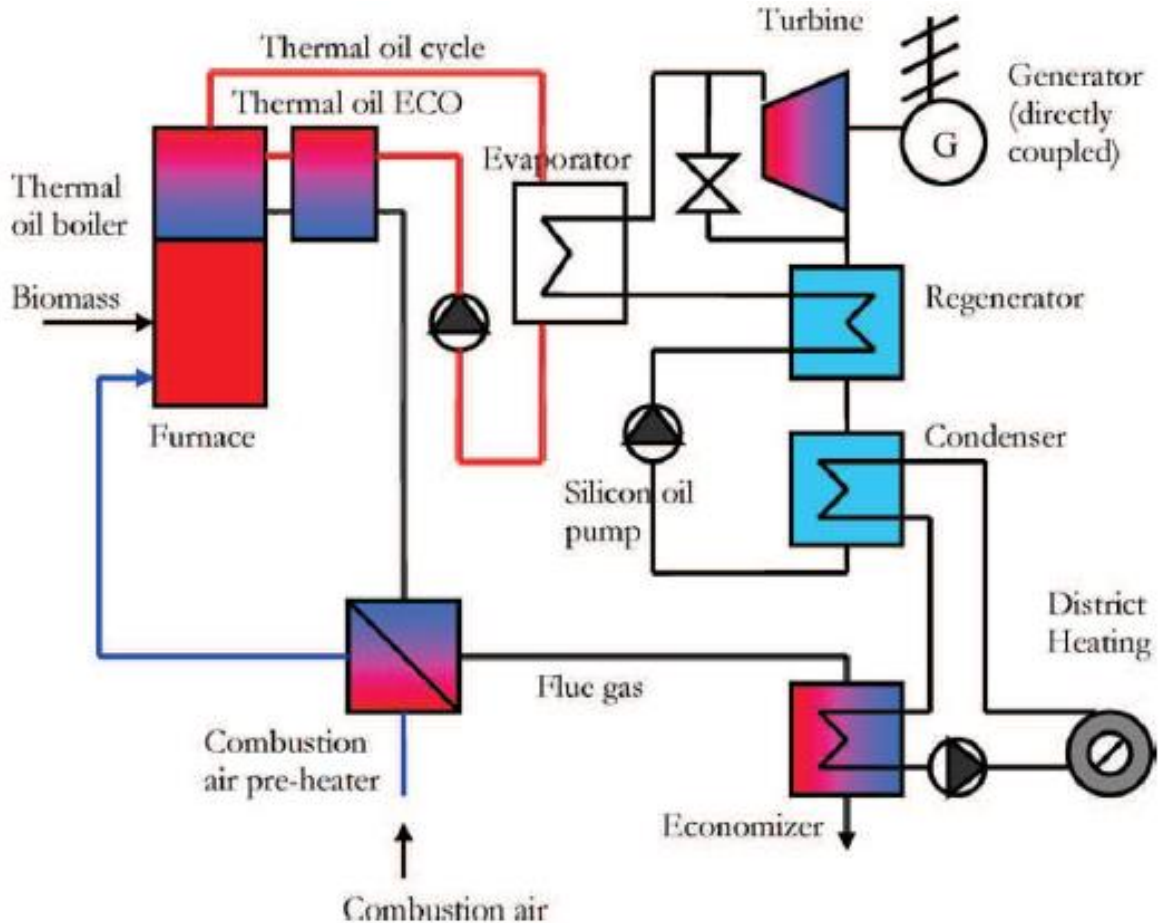 Turbine
Thermal oil cycle
Thermal oil ECO
Generator
(directly
coupled)
G
Evaporator
Thermal
oil boiler
Biomass
Regenerator
Furnace
Condenser
Silicon oil
pump
District
Heating
Flue gas
Combustion
air pre-heater
Economizer
Combustion air